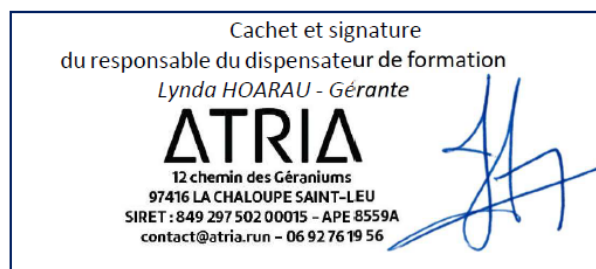 Cachet et signature
du responsable du dispensateur de formation
Lynda HOARAU - Gérante
ATRIA
12 chemin des Géraniums
97416 LA CHALOUPE SAINT-LEU
SIRET : 849 297 502 00015 - APE 8559A
contact@atria.run - 06 92 76 19 56